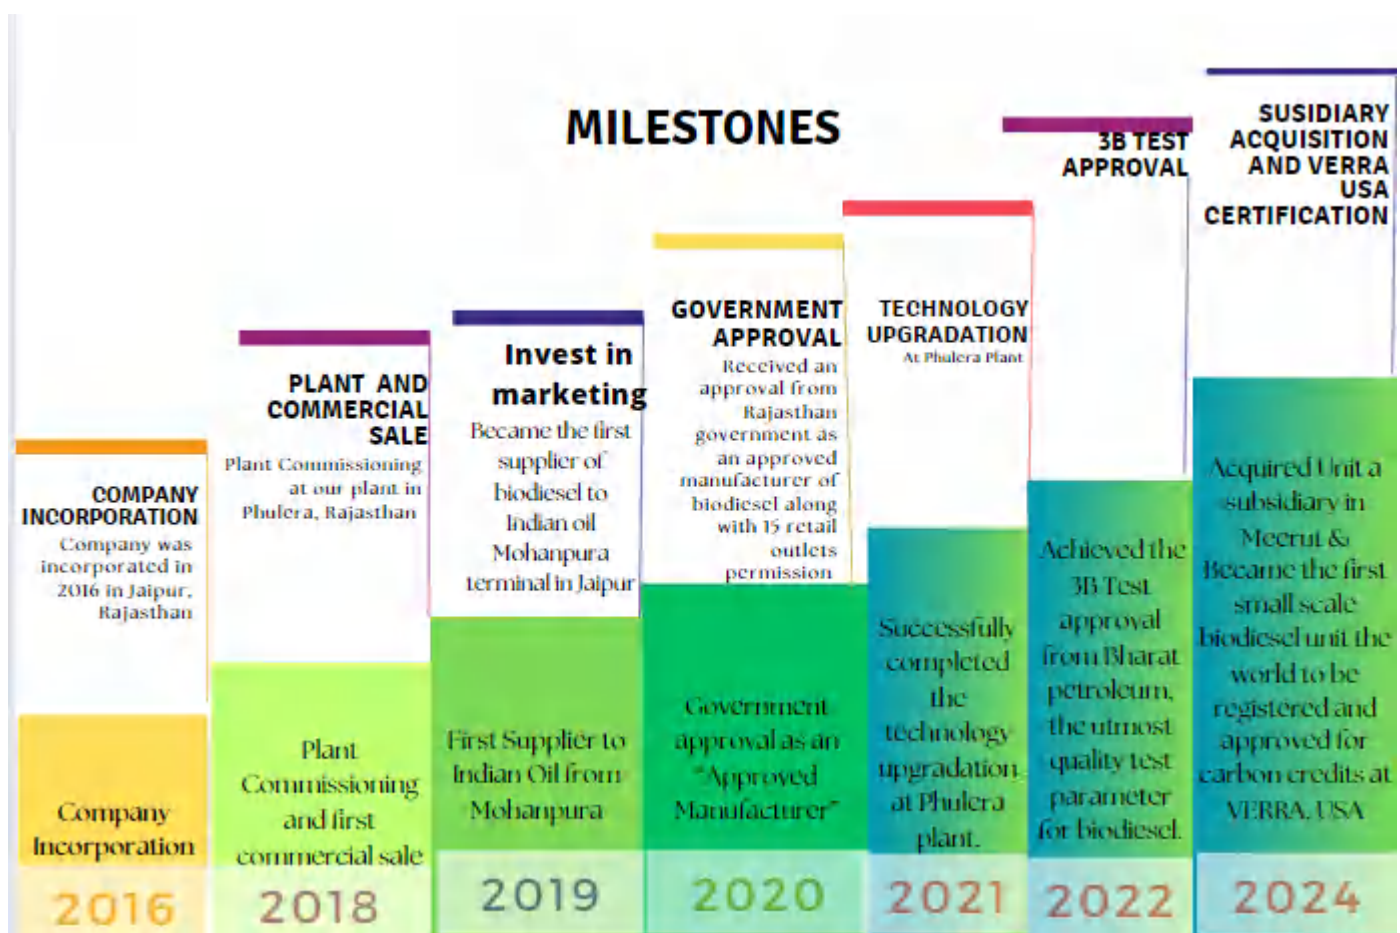 MILESTONES
COMPANY
INCORPORATION
Company was
incorporated in
2016 in Jaipur,
Rajasthan
Company
Incorporation
2016
PLANT AND
COMMERCIAL
SALE
Plant Commissioning
at our plant in
Phulera, Rajasthan
Plant
Commissioning
and first
commercial sale
2018
Invest in
marketing
Became the first
supplier of
biodiesel to
Indian oil
Mohanpura
terminal in Jaipur
First Supplier to
Indian Oil from
Mohanpura
2019
GOVERNMENT
APPROVAL
Received an
approval from
Rajasthan
government as
an approved
manufacturer of
biodiesel along
with 15 retail
outlets
permission
Government
approval as an
"Approved
Manufacturer"
2020
TECHNOLOGY
UPGRADATION
At Phulera Plant
Successfully
completed
the
technology
upgradation
at Phulera
plant.
2021
3B TEST
APPROVAL
Achieved the
3B Test
approval
from Bharat
petroleum,
the utmost
quality test
parameter
for biodiesel.
2022
SUSIDIARY
ACQUISITION
AND VERRA
USA
CERTIFICATION
Acquired Unit a
subsidiary in
Meerut &
Became the first
small scale
biodiesel unit the
world to be
registered and
approved for
carbon credits at
VERRA, USA
2024